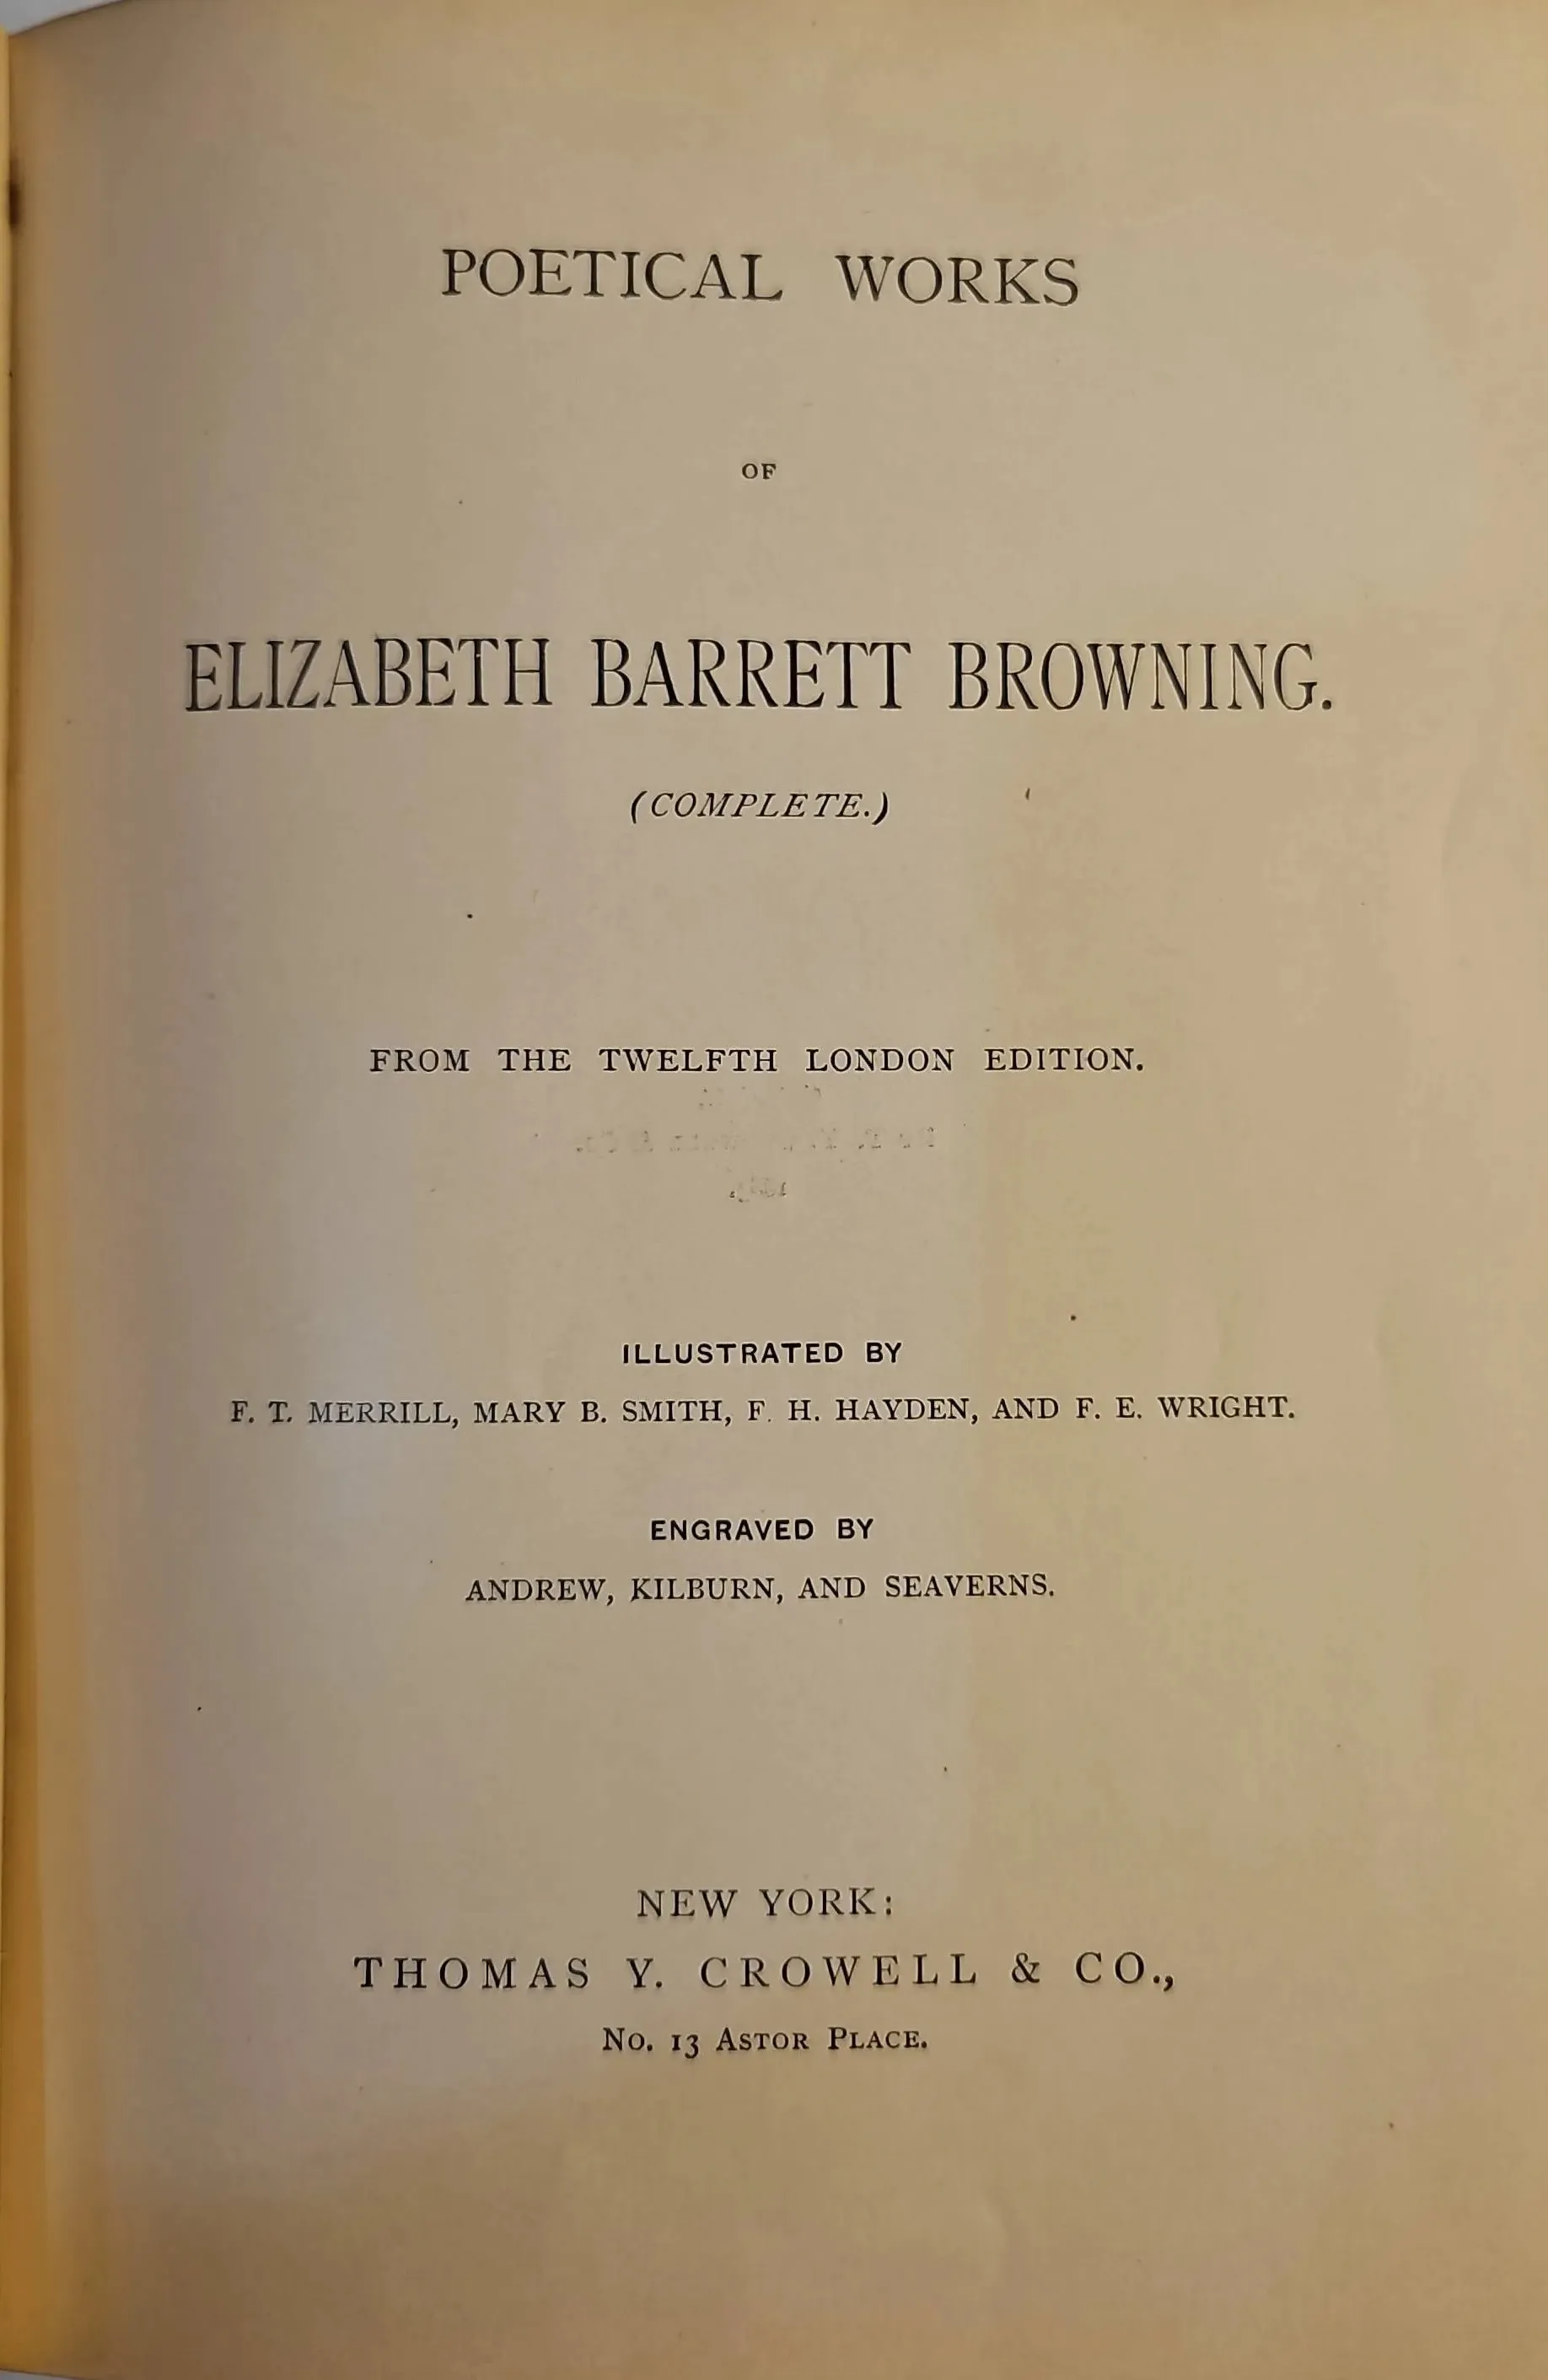 POETICAL WORKS
OF
ELIZABETH BARRETT BROWNING.
(COMPLETE.)
FROM THE TWELFTH LONDON EDITION.
ILLUSTRATED BY
F. T. MERRILL, MARY B. SMITH, F. H. HAYDEN, AND F. E. WRIGHT.
ENGRAVED BY
ANDREW, KILBURN, AND SEAVERNS.
NEW YORK:
THOMAS Y. CROWELL & CO.,
No. 13 ASTOR PLACE.